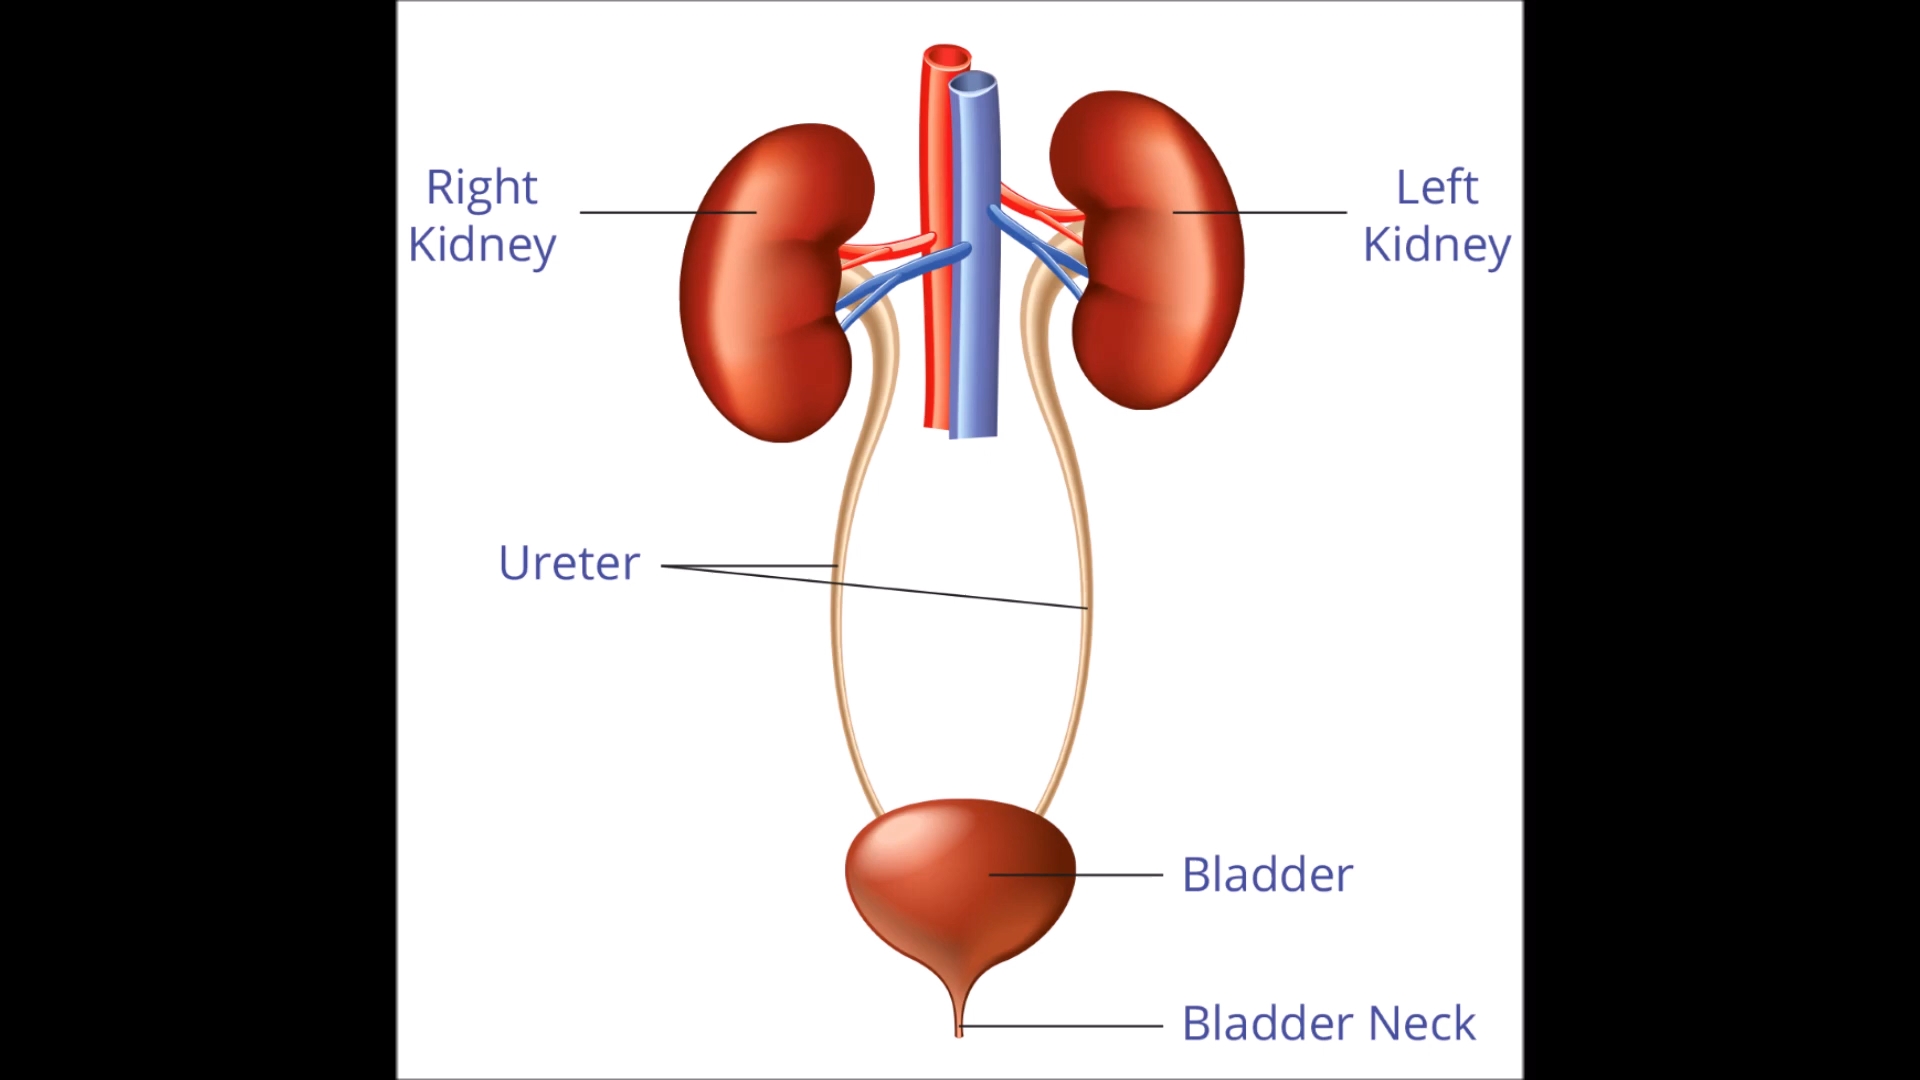 Right
Kidney
Left
Kidney
Ureter
Bladder
Bladder Neck